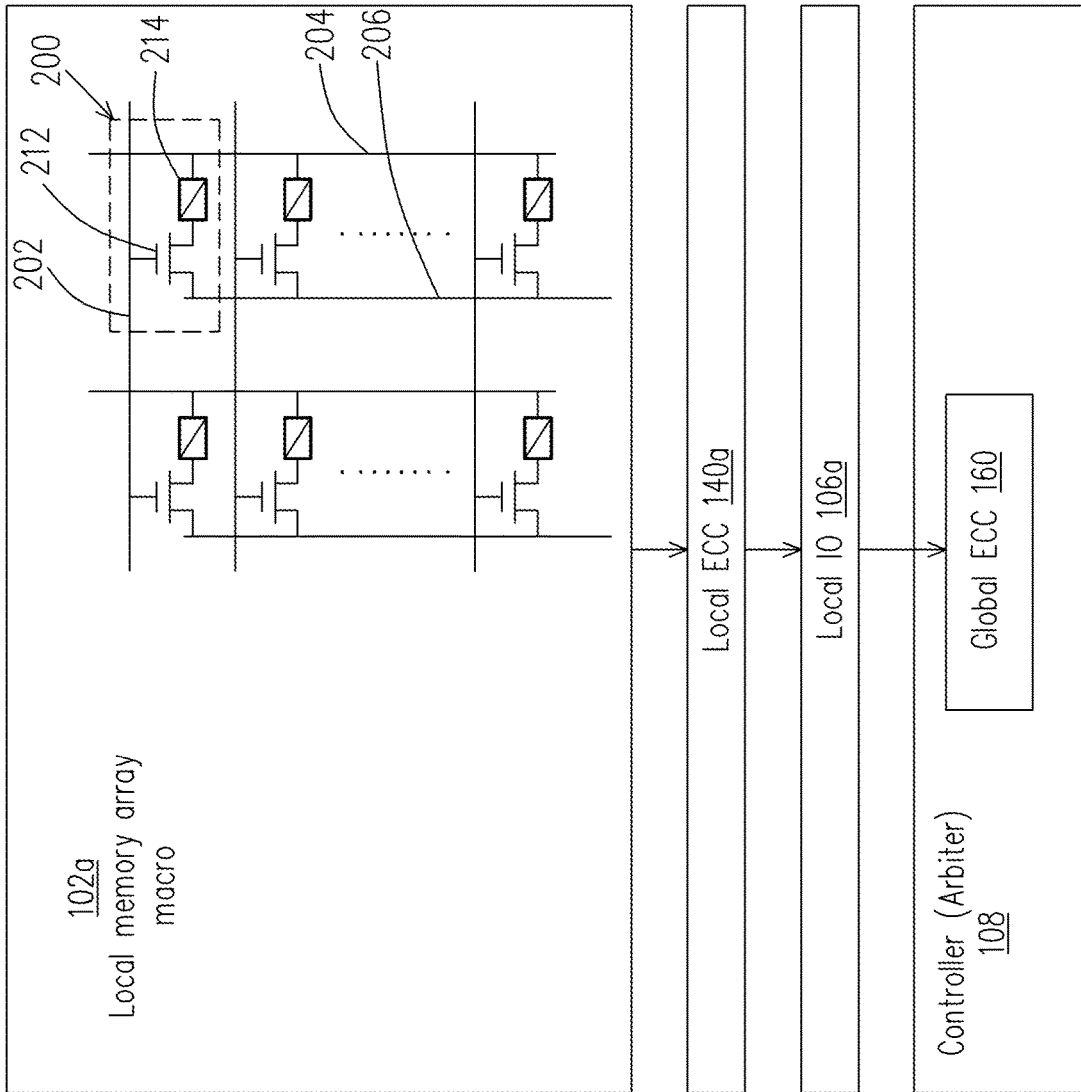 102a
Local memory array
macro
202
212
200
214
204
206
Local ECC 140a
Local IO 106a
Controller (Arbiter)
108
Global ECC 160